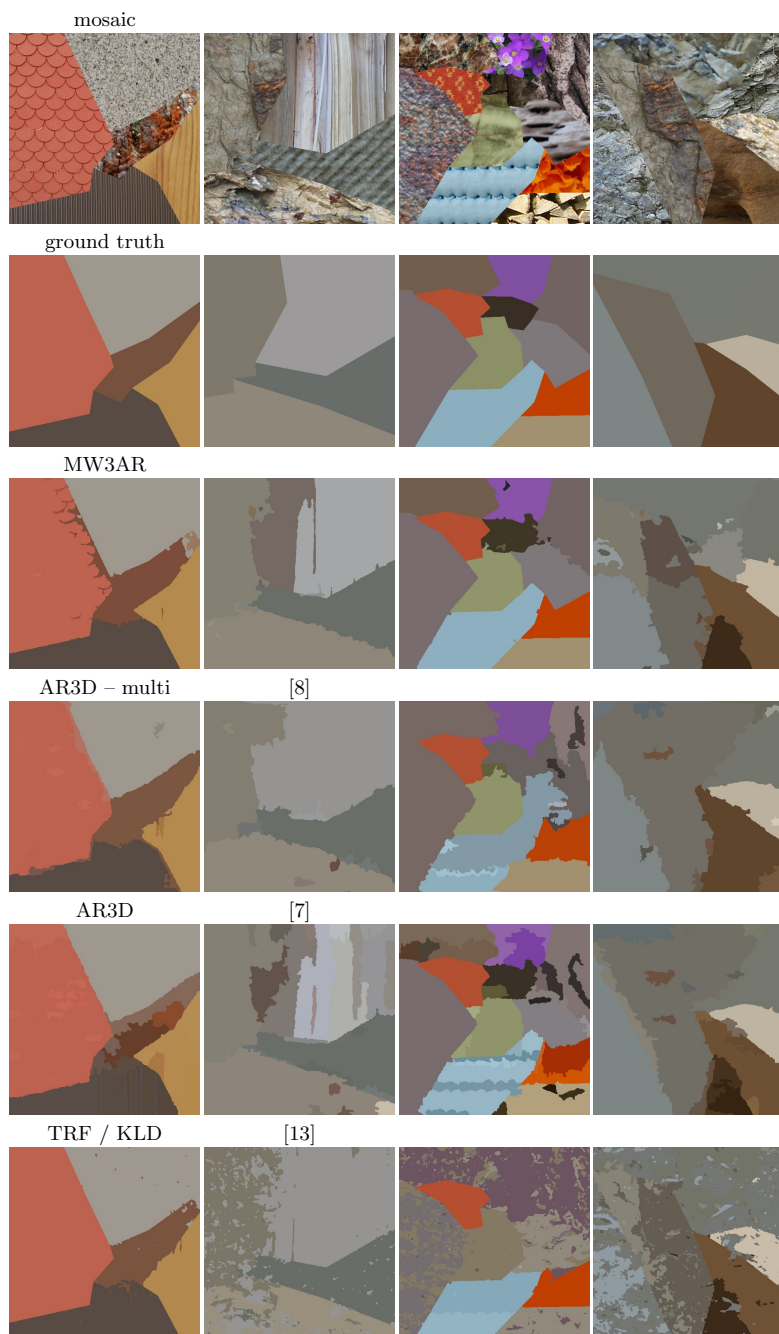 mosaic
ground truth
MW3AR
AR3D – multi [8]
AR3D [7]
TRF / KLD [13]